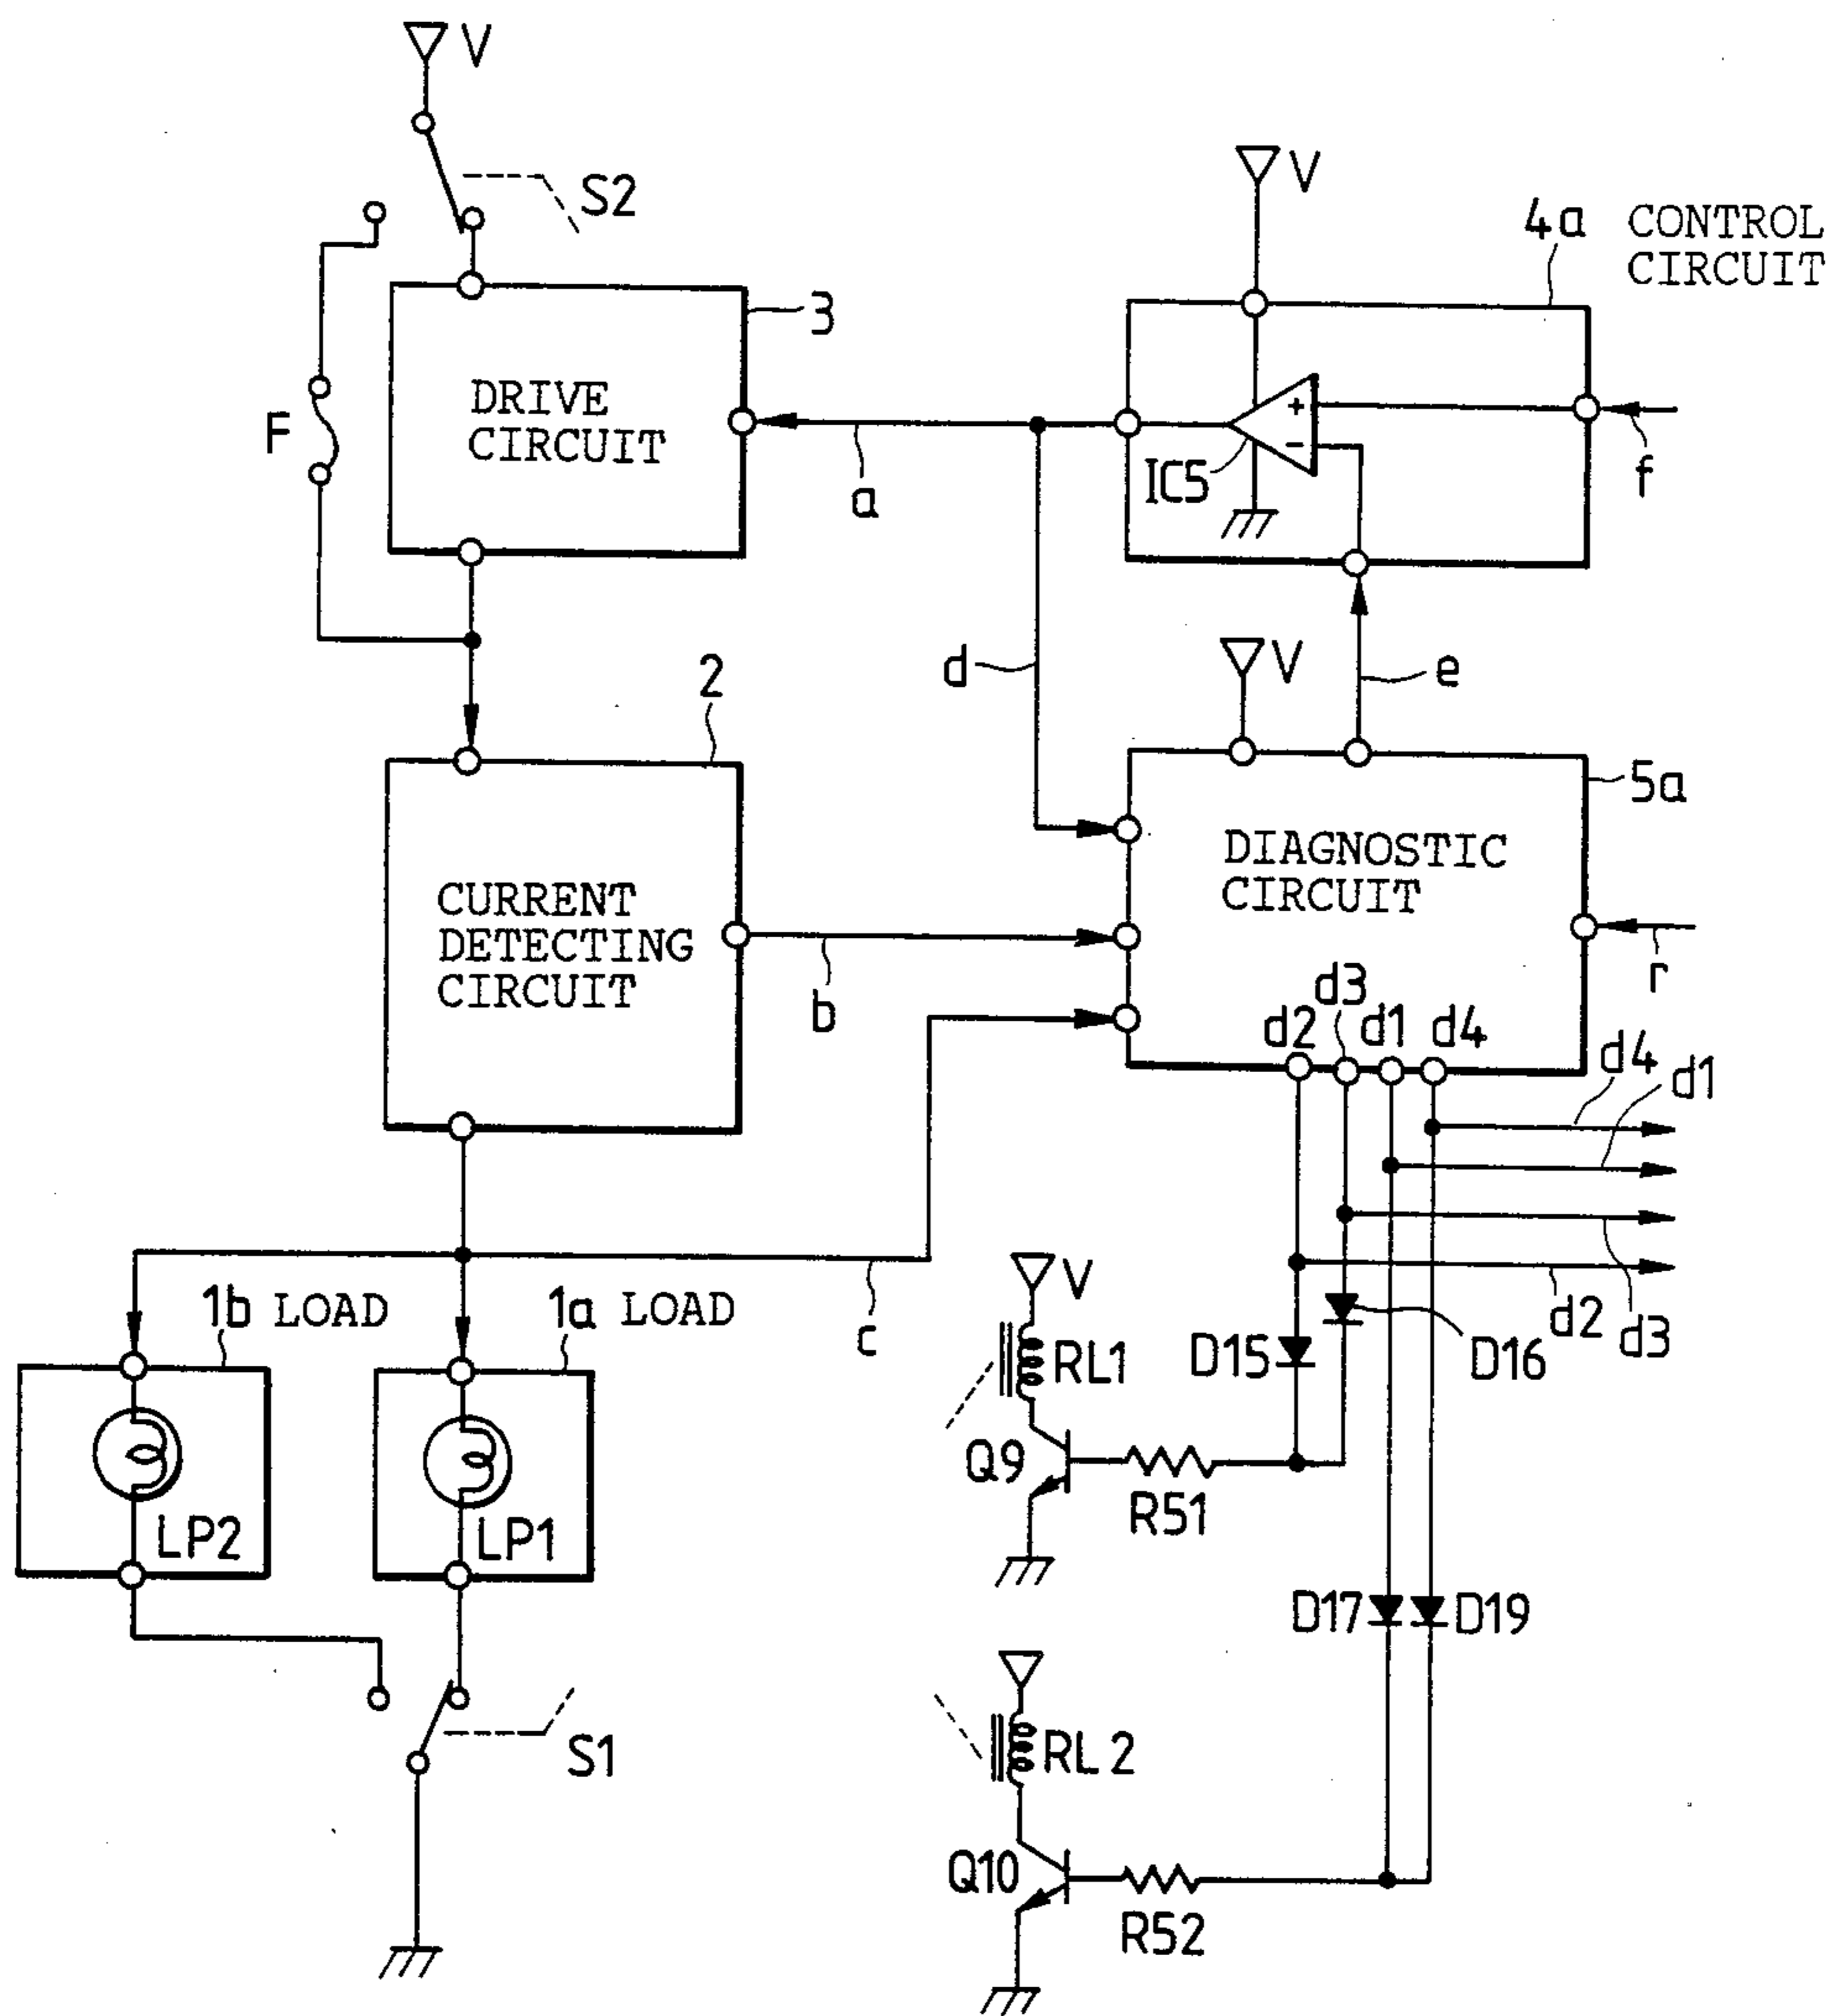 V
S2
V
4a CONTROL
CIRCUIT
3
DRIVE
CIRCUIT
F
a
+
-
IC5
f
d
V
e
2
5a
DIAGNOSTIC
CIRCUIT
CURRENT
DETECTING
CIRCUIT
b
r
d2
d3
d1
d4
d4
d1
1b LOAD
1a LOAD
c
V
RL1
D15
D16
d2
d3
LP2
LP1
Q9
R51
D17
D19
S1
RL2
Q10
R52